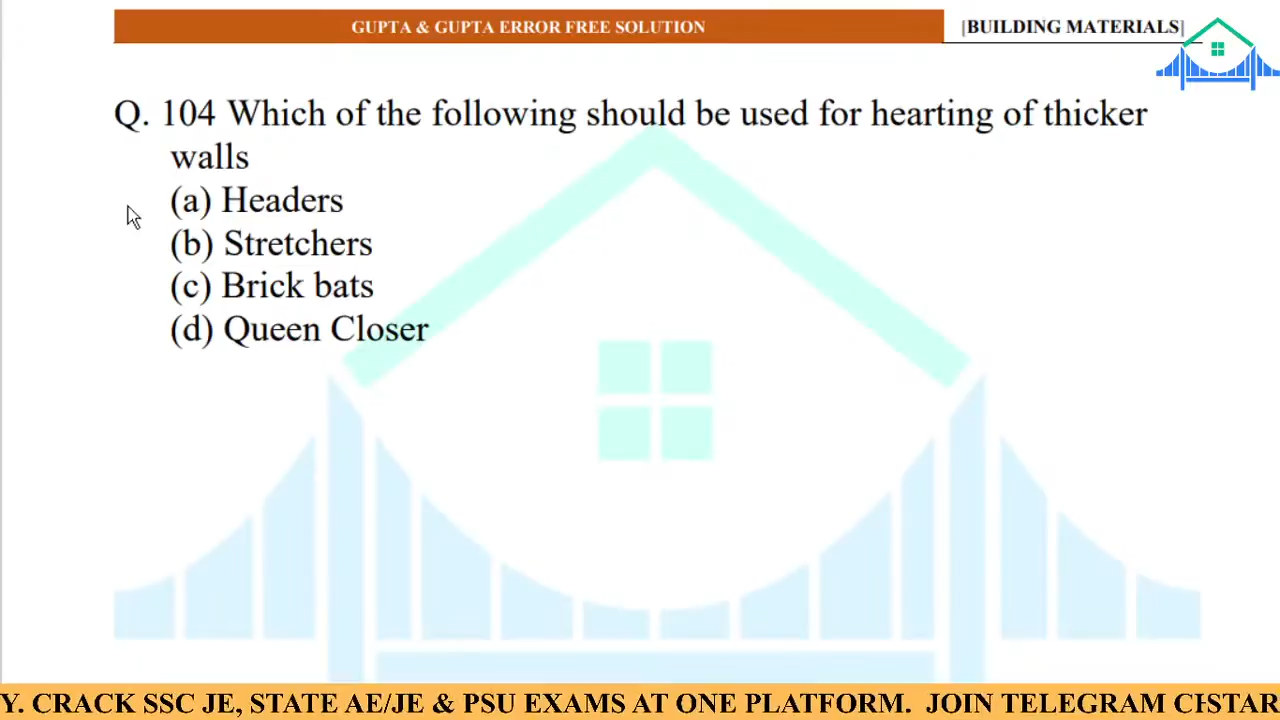 GUPTA & GUPTA ERROR FREE SOLUTION
|BUILDING MATERIALS|
Q. 104 Which of the following should be used for hearting of thicker
walls
(a) Headers
(b) Stretchers
(c) Brick bats
(d) Queen Closer
Y. CRACK SSC JE, STATE AE/JE & PSU EXAMS AT ONE PLATFORM. JOIN TELEGRAM